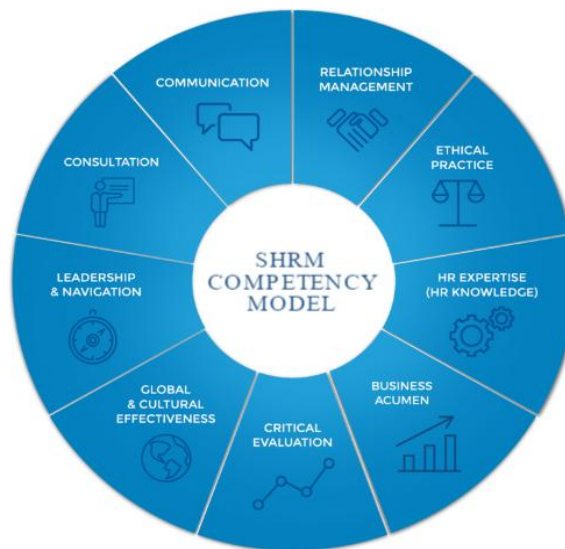 COMMUNICATION
RELATIONSHIP
MANAGEMENT
ETHICAL
PRACTICE
HR EXPERTISE
(HR KNOWLEDGE)
BUSINESS
ACUMEN
CRITICAL
EVALUATION
GLOBAL
& CULTURAL
EFFECTIVENESS
LEADERSHIP
& NAVIGATION
CONSULTATION
SHRM
COMPETENCY
MODEL